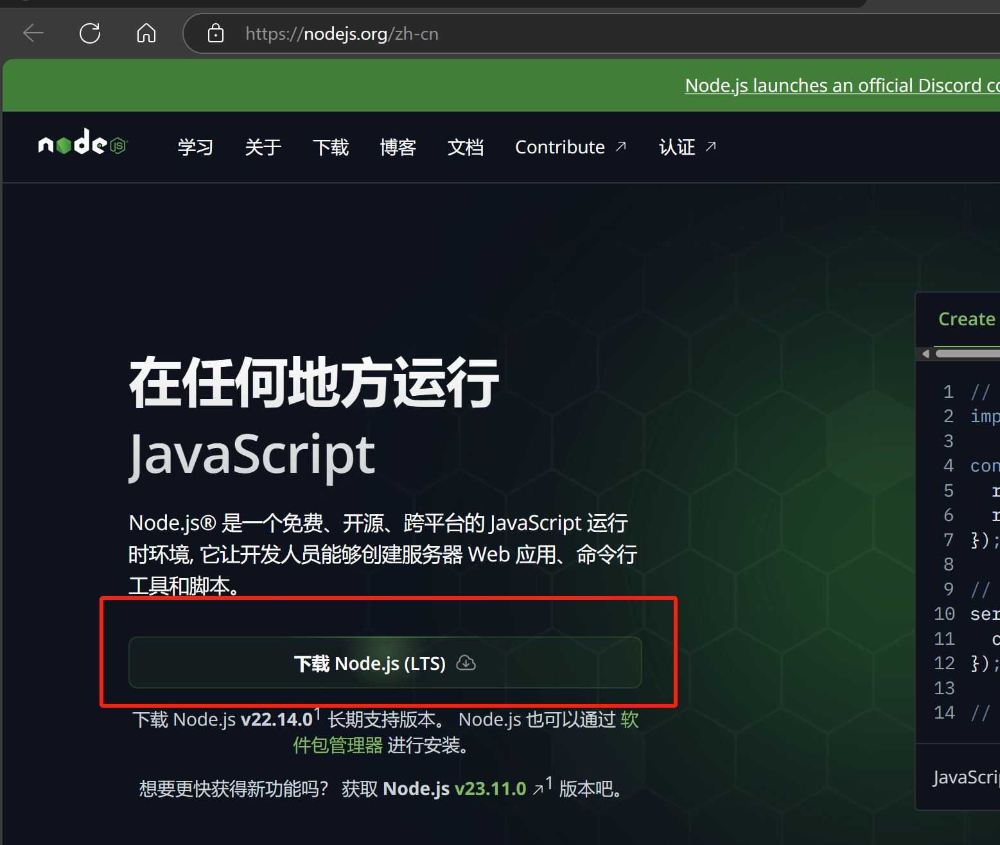 https://nodejs.org/zh-cn
Node.js launches an official Discord
node JS
学习 关于 下载 博客 文档 Contribute ↗ 认证 ↗
在任何地方运行
JavaScript
Node.js® 是一个免费、开源、跨平台的 JavaScript 运行
时环境, 它让开发人员能够创建服务器 Web 应用、命令行
工具和脚本。
下载 Node.js (LTS)
下载 Node.js v22.14.0¹ 长期支持版本。 Node.js 也可以通过 软
件包管理器 进行安装。
想要更快获得新功能吗? 获取 Node.js v23.11.0 ↗¹ 版本吧。
Create
1 //
2 imp
3
4 con
5 r
6 r
7 });
8
9 //
10 ser
11 c
12 });
13
14 //
JavaScri